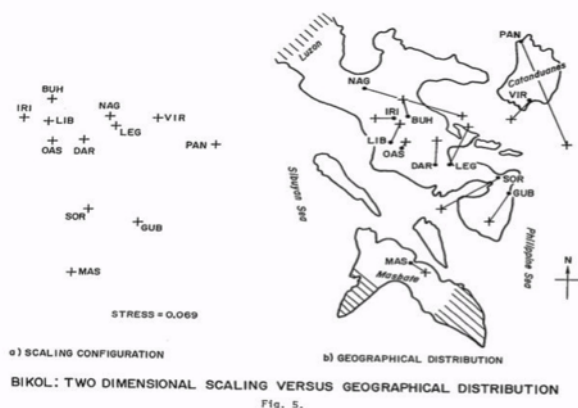 BUH
IRI
LIB
NAG
LEG
VIR
OAS
DAR
PAN
SOR
GUB
MAS
STRESS = 0.069
a) SCALING CONFIGURATION
PAN
Luzon
Catanduanes
NAG
VIR
IRI
BUH
LIB
OAS
DAR
LEG
SOR
GUB
Sibuyan Sea
Philippine Sea
MAS
Masbate
N
b) GEOGRAPHICAL DISTRIBUTION
BIKOL: TWO DIMENSIONAL SCALING VERSUS GEOGRAPHICAL DISTRIBUTION
Fig. 5.